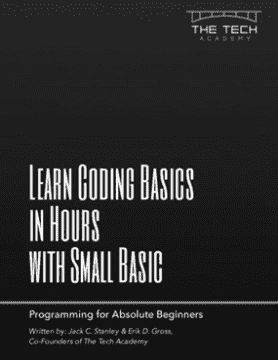 THE TECH
ACADEMY
LEARN CODING BASICS
IN HOURS
WITH SMALL BASIC
Programming for Absolute Beginners
Written by: Jack C. Stanley & Erik D. Gross,
Co-Founders of The Tech Academy